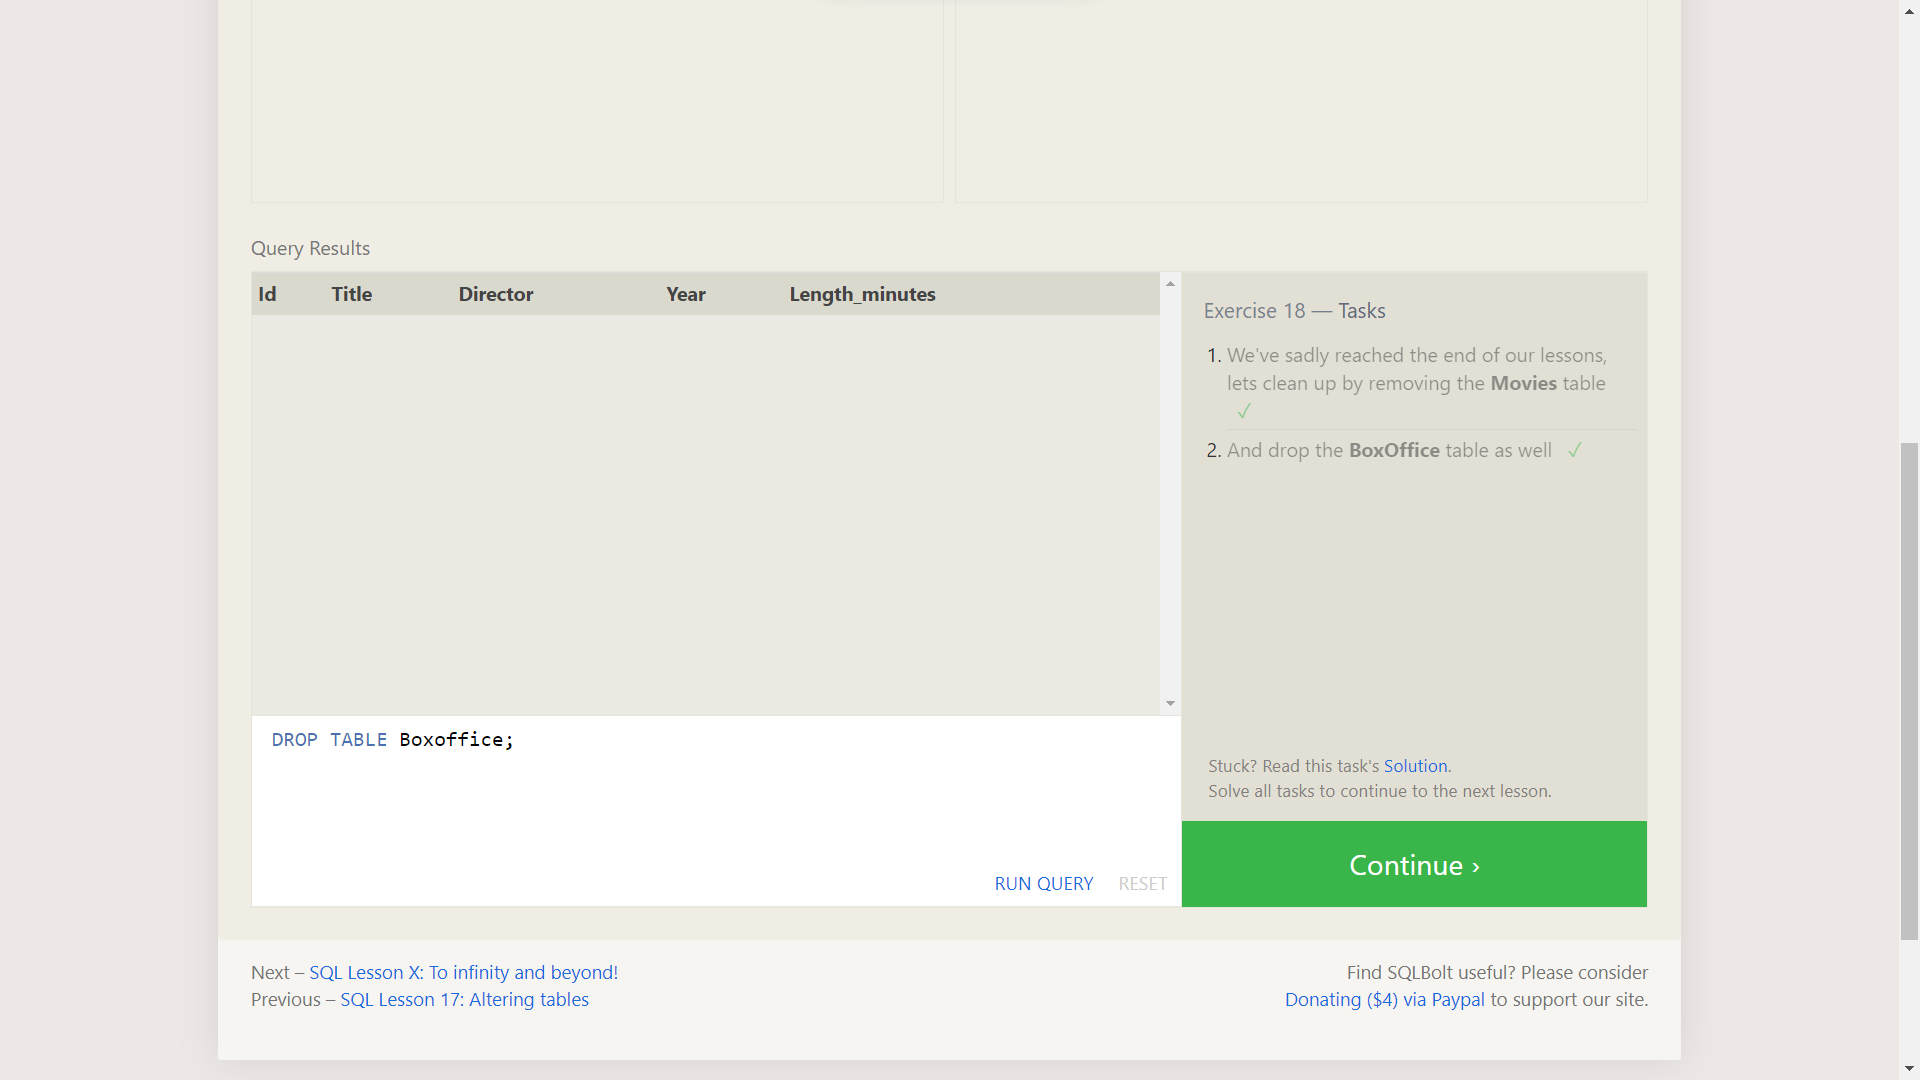 Query Results
Id Title Director Year Length_minutes
Exercise 18 — Tasks
1. We've sadly reached the end of our lessons,
lets clean up by removing the Movies table
✓
2. And drop the BoxOffice table as well ✓
DROP TABLE Boxoffice;
RUN QUERY RESET
Stuck? Read this task's Solution.
Solve all tasks to continue to the next lesson.
Continue ›
Next – SQL Lesson X: To infinity and beyond!
Previous – SQL Lesson 17: Altering tables
Find SQLBolt useful? Please consider
Donating ($4) via Paypal to support our site.